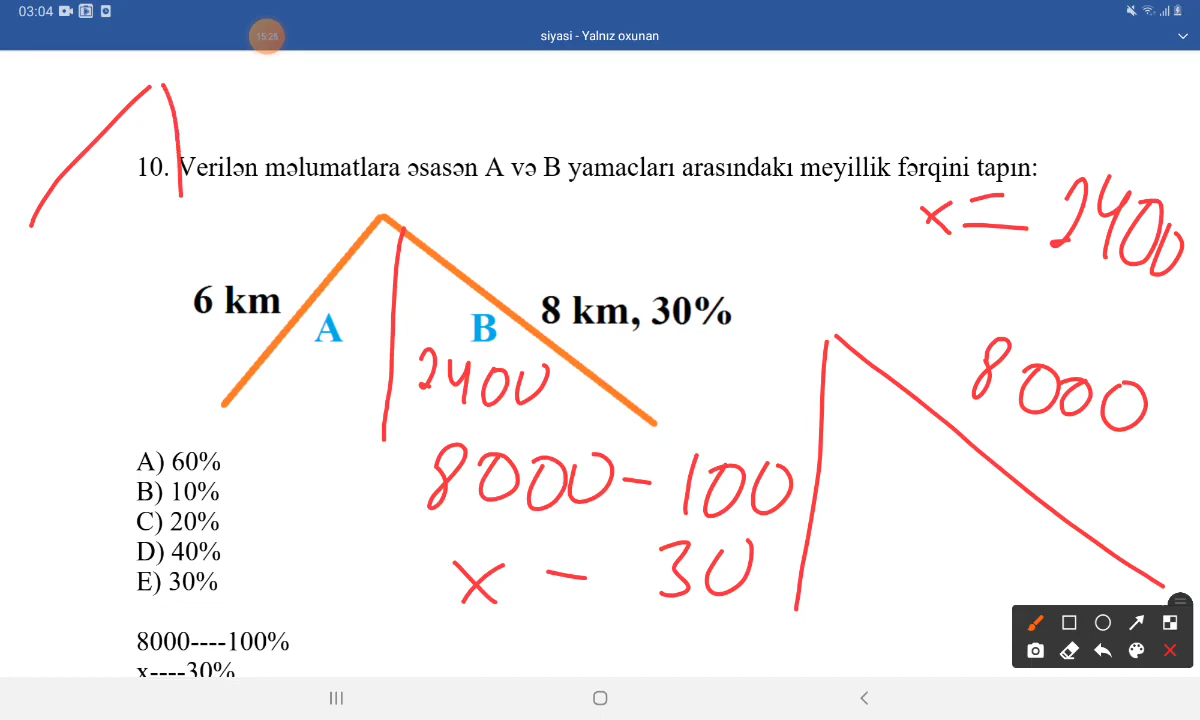 03:04
15:25
siyasi - Yalnız oxunan
10. Verilən məlumatlara əsasən A və B yamacları arasındakı meyillik fərqini tapın:
x = 2400
6 km
A
B
8 km, 30%
2400
8000
A) 60%
B) 10%
C) 20%
D) 40%
E) 30%
8000 - 100
x - 30
8000----100%
x----30%